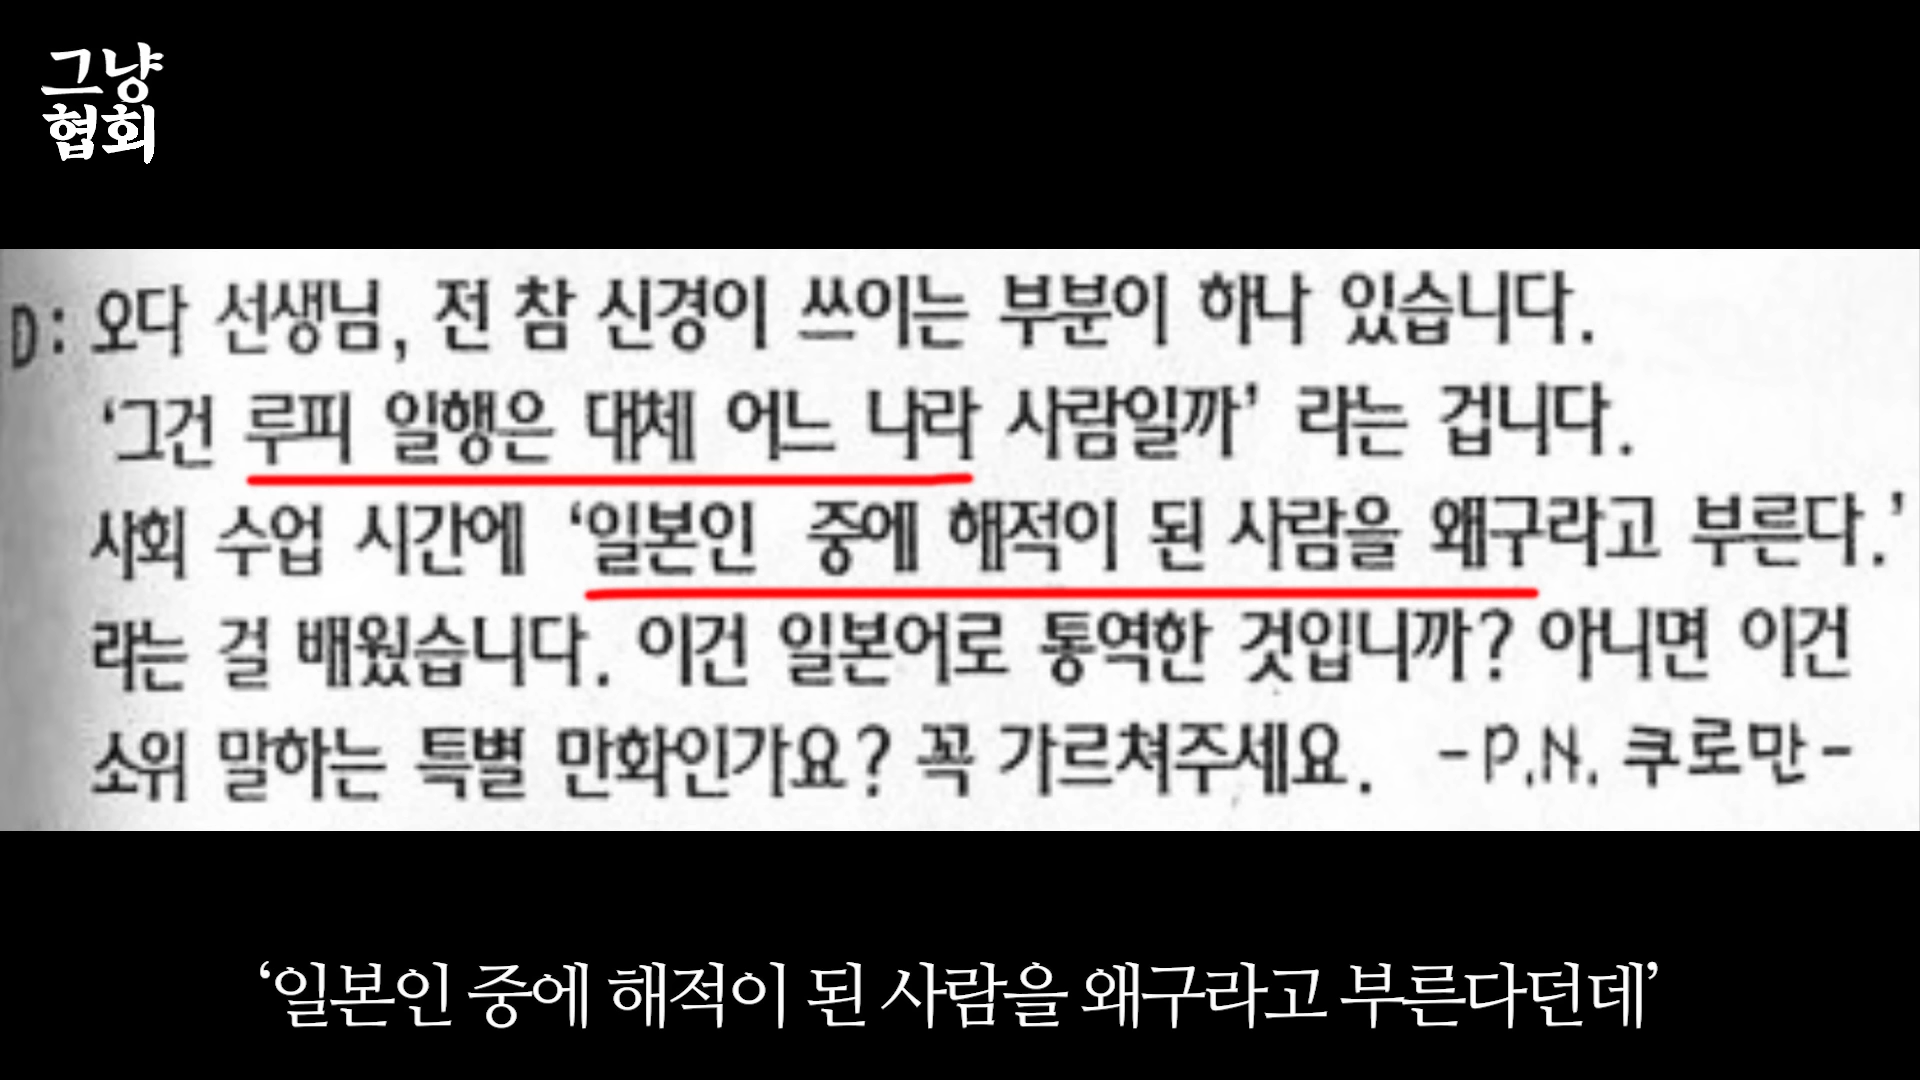 그냥
협회
D: 오다 선생님, 전 참 신경이 쓰이는 부분이 하나 있습니다.
‘그건 루피 일행은 대체 어느 나라 사람일까’ 라는 겁니다.
사회 수업 시간에 ‘일본인 중에 해적이 된 사람을 왜구라고 부른다.’
라는 걸 배웠습니다. 이건 일본어로 통역한 것입니까? 아니면 이건
소위 말하는 특별 만화인가요? 꼭 가르쳐주세요. -P.N. 쿠로만-
‘일본인 중에 해적이 된 사람을 왜구라고 부른다던데’